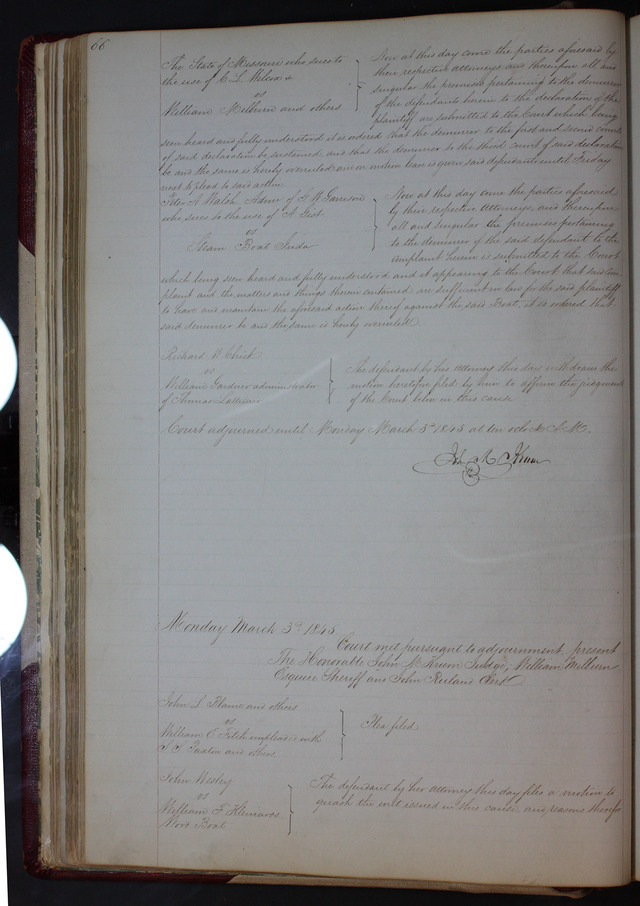 66
The State of Missouri who sues to
the use of C L Wilcox &
vs
William Milburn and others
Now at this day come the parties aforesaid by
their respective attorneys and thereupon all and
singular the premises pertaining to the demurrer
of the defendants herein to the declaration of the
plaintiff are submitted to the Court which being
seen heard and fully understood it is ordered that the demurrer to the first and second counts
of said declaration be sustained and that the demurrer to the third count of said declaration
be and the same is hereby overruled and on motion leave is given said defendants until Friday
next to plead to said action
Peter A Walsh Admr of Garrison
who sues to the use of A Gist
vs
Steam Boat
Now at this day come the parties aforesaid
by their respective Attorneys, and thereupon
all and singular the premises pertaining
to the demurrer of the said defendant to the
complaint herein is submitted to the Court
which being seen heard and fully understood and it appearing to the Court that said Com
plaint and the matters and things therein contained are sufficient in law for the said plaintiff
to have and maintain the aforesaid action thereof against the said Boat, it is ordered that
said demurrer be and the same is hereby overruled.
Richard W
vs
William Gardner administrator
of Thomas
The defendant by his attorney this day withdraws the
motion heretofore filed by him to affirm the judgment
of the Court below in this cause
Court adjourned until Monday March 3d 1845 at ten oclock A.M.
Jno M Krum
Monday March 3d 1845
Court met pursuant to adjournment, present
The Honorable John M Krum Judge, William Milburn
Esquire Sheriff and John Ruland Clerk
John S and others
vs
William C Fitch impleaded with
and others
Plea filed
John Wesley
vs
William F
Boat
The defendant by her attorney this day files a motion to
quash the writ issued in this cause, and reasons therefor